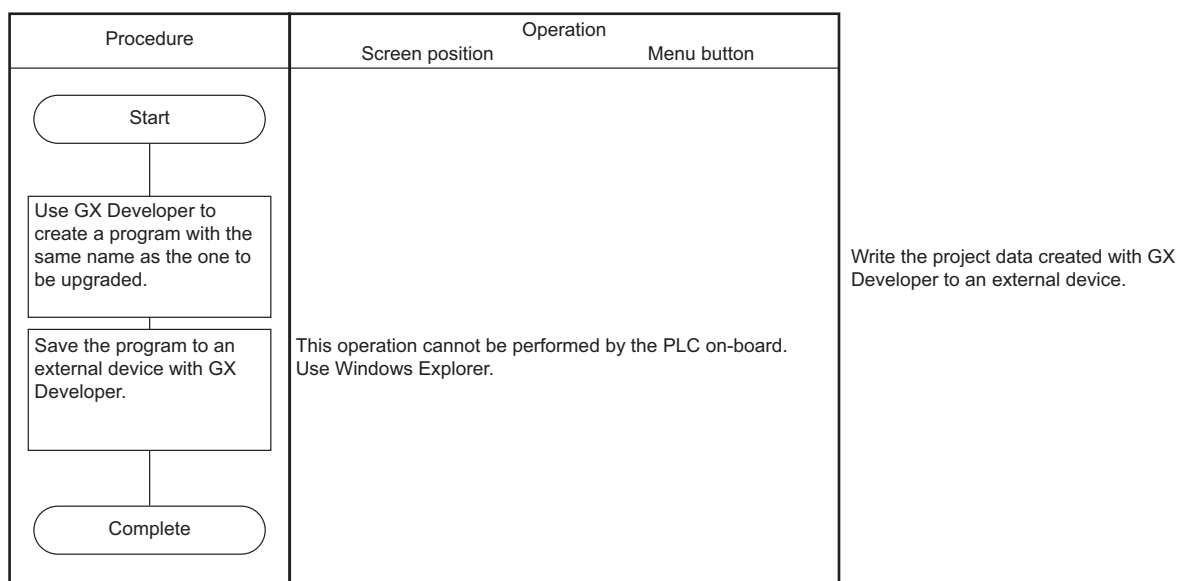 Procedure
Operation
Screen position Menu button
Start
Use GX Developer to
create a program with the
same name as the one to
be upgraded.
Write the project data created with GX
Developer to an external device.
Save the program to an
external device with GX
Developer.
This operation cannot be performed by the PLC on-board.
Use Windows Explorer.
Complete